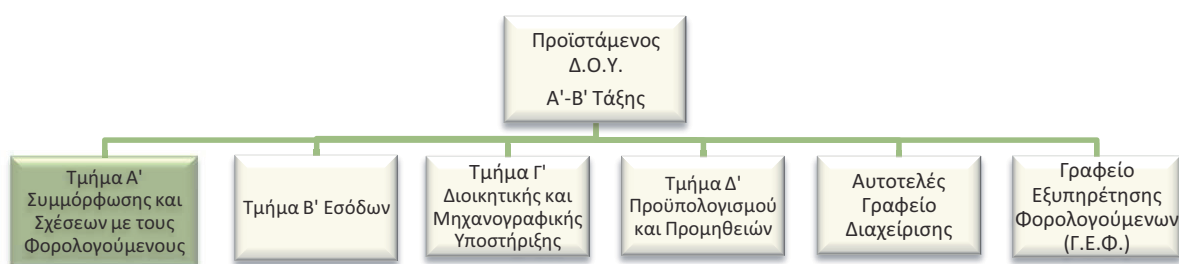 Προϊστάμενος
Δ.Ο.Υ.
Α'-Β' Τάξης
Τμήμα Α'
Συμμόρφωσης και
Σχέσεων με τους
Φορολογούμενους
Τμήμα Β' Εσόδων
Τμήμα Γ'
Διοικητικής και
Μηχανογραφικής
Υποστήριξης
Τμήμα Δ'
Προϋπολογισμού
και Προμηθειών
Αυτοτελές
Γραφείο
Διαχείρισης
Γραφείο
Εξυπηρέτησης
Φορολογούμενων
(Γ.Ε.Φ.)